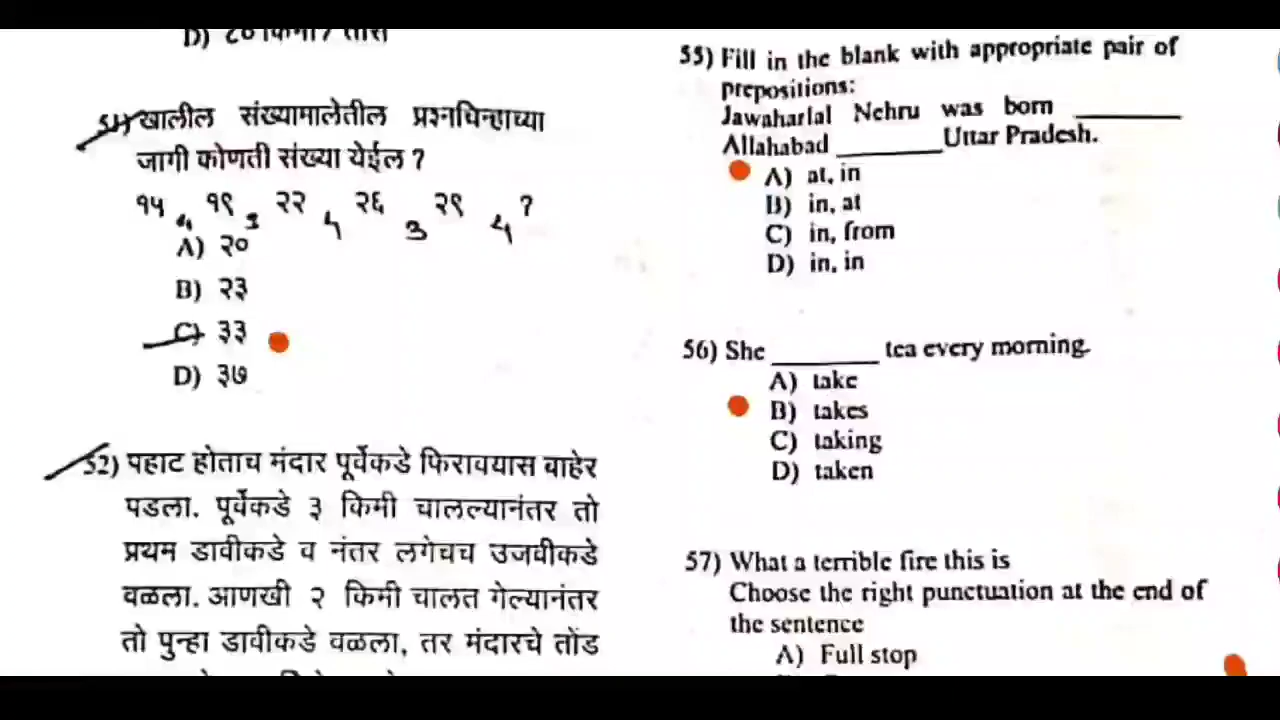 51) खालील संख्यामालेतील प्रश्नचिन्हाच्या
जागी कोणती संख्या येईल ?
१५ १९ २२ २६ २९ ?
4 3 4 3 4
A) २०
B) २३
C) ३३
D) ३७
52) पहाट होताच मंदार पूर्वेकडे फिरावयास बाहेर
पडला. पूर्वेकडे ३ किमी चालल्यानंतर तो
प्रथम डावीकडे व नंतर लगेचच उजवीकडे
वळला. आणखी २ किमी चालत गेल्यानंतर
तो पुन्हा डावीकडे वळला, तर मंदारचे तोंड
55) Fill in the blank with appropriate pair of
prepositions:
Jawaharlal Nehru was born ________
Allahabad ________ Uttar Pradesh.
A) at, in
B) in, at
C) in, from
D) in, in
56) She ________ tea every morning.
A) take
B) takes
C) taking
D) taken
57) What a terrible fire this is
Choose the right punctuation at the end of
the sentence
A) Full stop